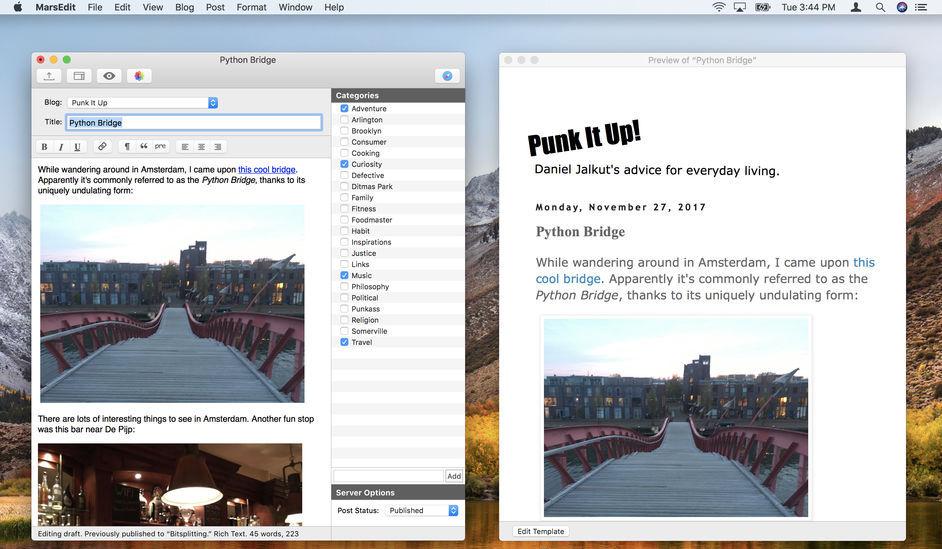 MarsEdit File Edit View Blog Post Format Window Help Tue 3:44 PM
Python Bridge
Blog: Punk It Up
Title: Python Bridge
B I U ¶ “ pre
While wandering around in Amsterdam, I came upon this cool bridge.
Apparently it's commonly referred to as the Python Bridge, thanks to its
uniquely undulating form:
There are lots of interesting things to see in Amsterdam. Another fun stop
was this bar near De Pijp:
Editing draft. Previously published to “Bitsplitting.” Rich Text. 45 words, 223
Categories
Adventure
Arlington
Brooklyn
Consumer
Cooking
Curiosity
Defective
Ditmas Park
Family
Fitness
Foodmaster
Habit
Inspirations
Justice
Links
Music
Philosophy
Political
Punkass
Religion
Somerville
Travel
Add
Server Options
Post Status: Published
Preview of “Python Bridge”
Punk It Up!
Daniel Jalkut's advice for everyday living.
Monday, November 27, 2017
Python Bridge
While wandering around in Amsterdam, I came upon this
cool bridge. Apparently it's commonly referred to as the
Python Bridge, thanks to its uniquely undulating form:
Edit Template